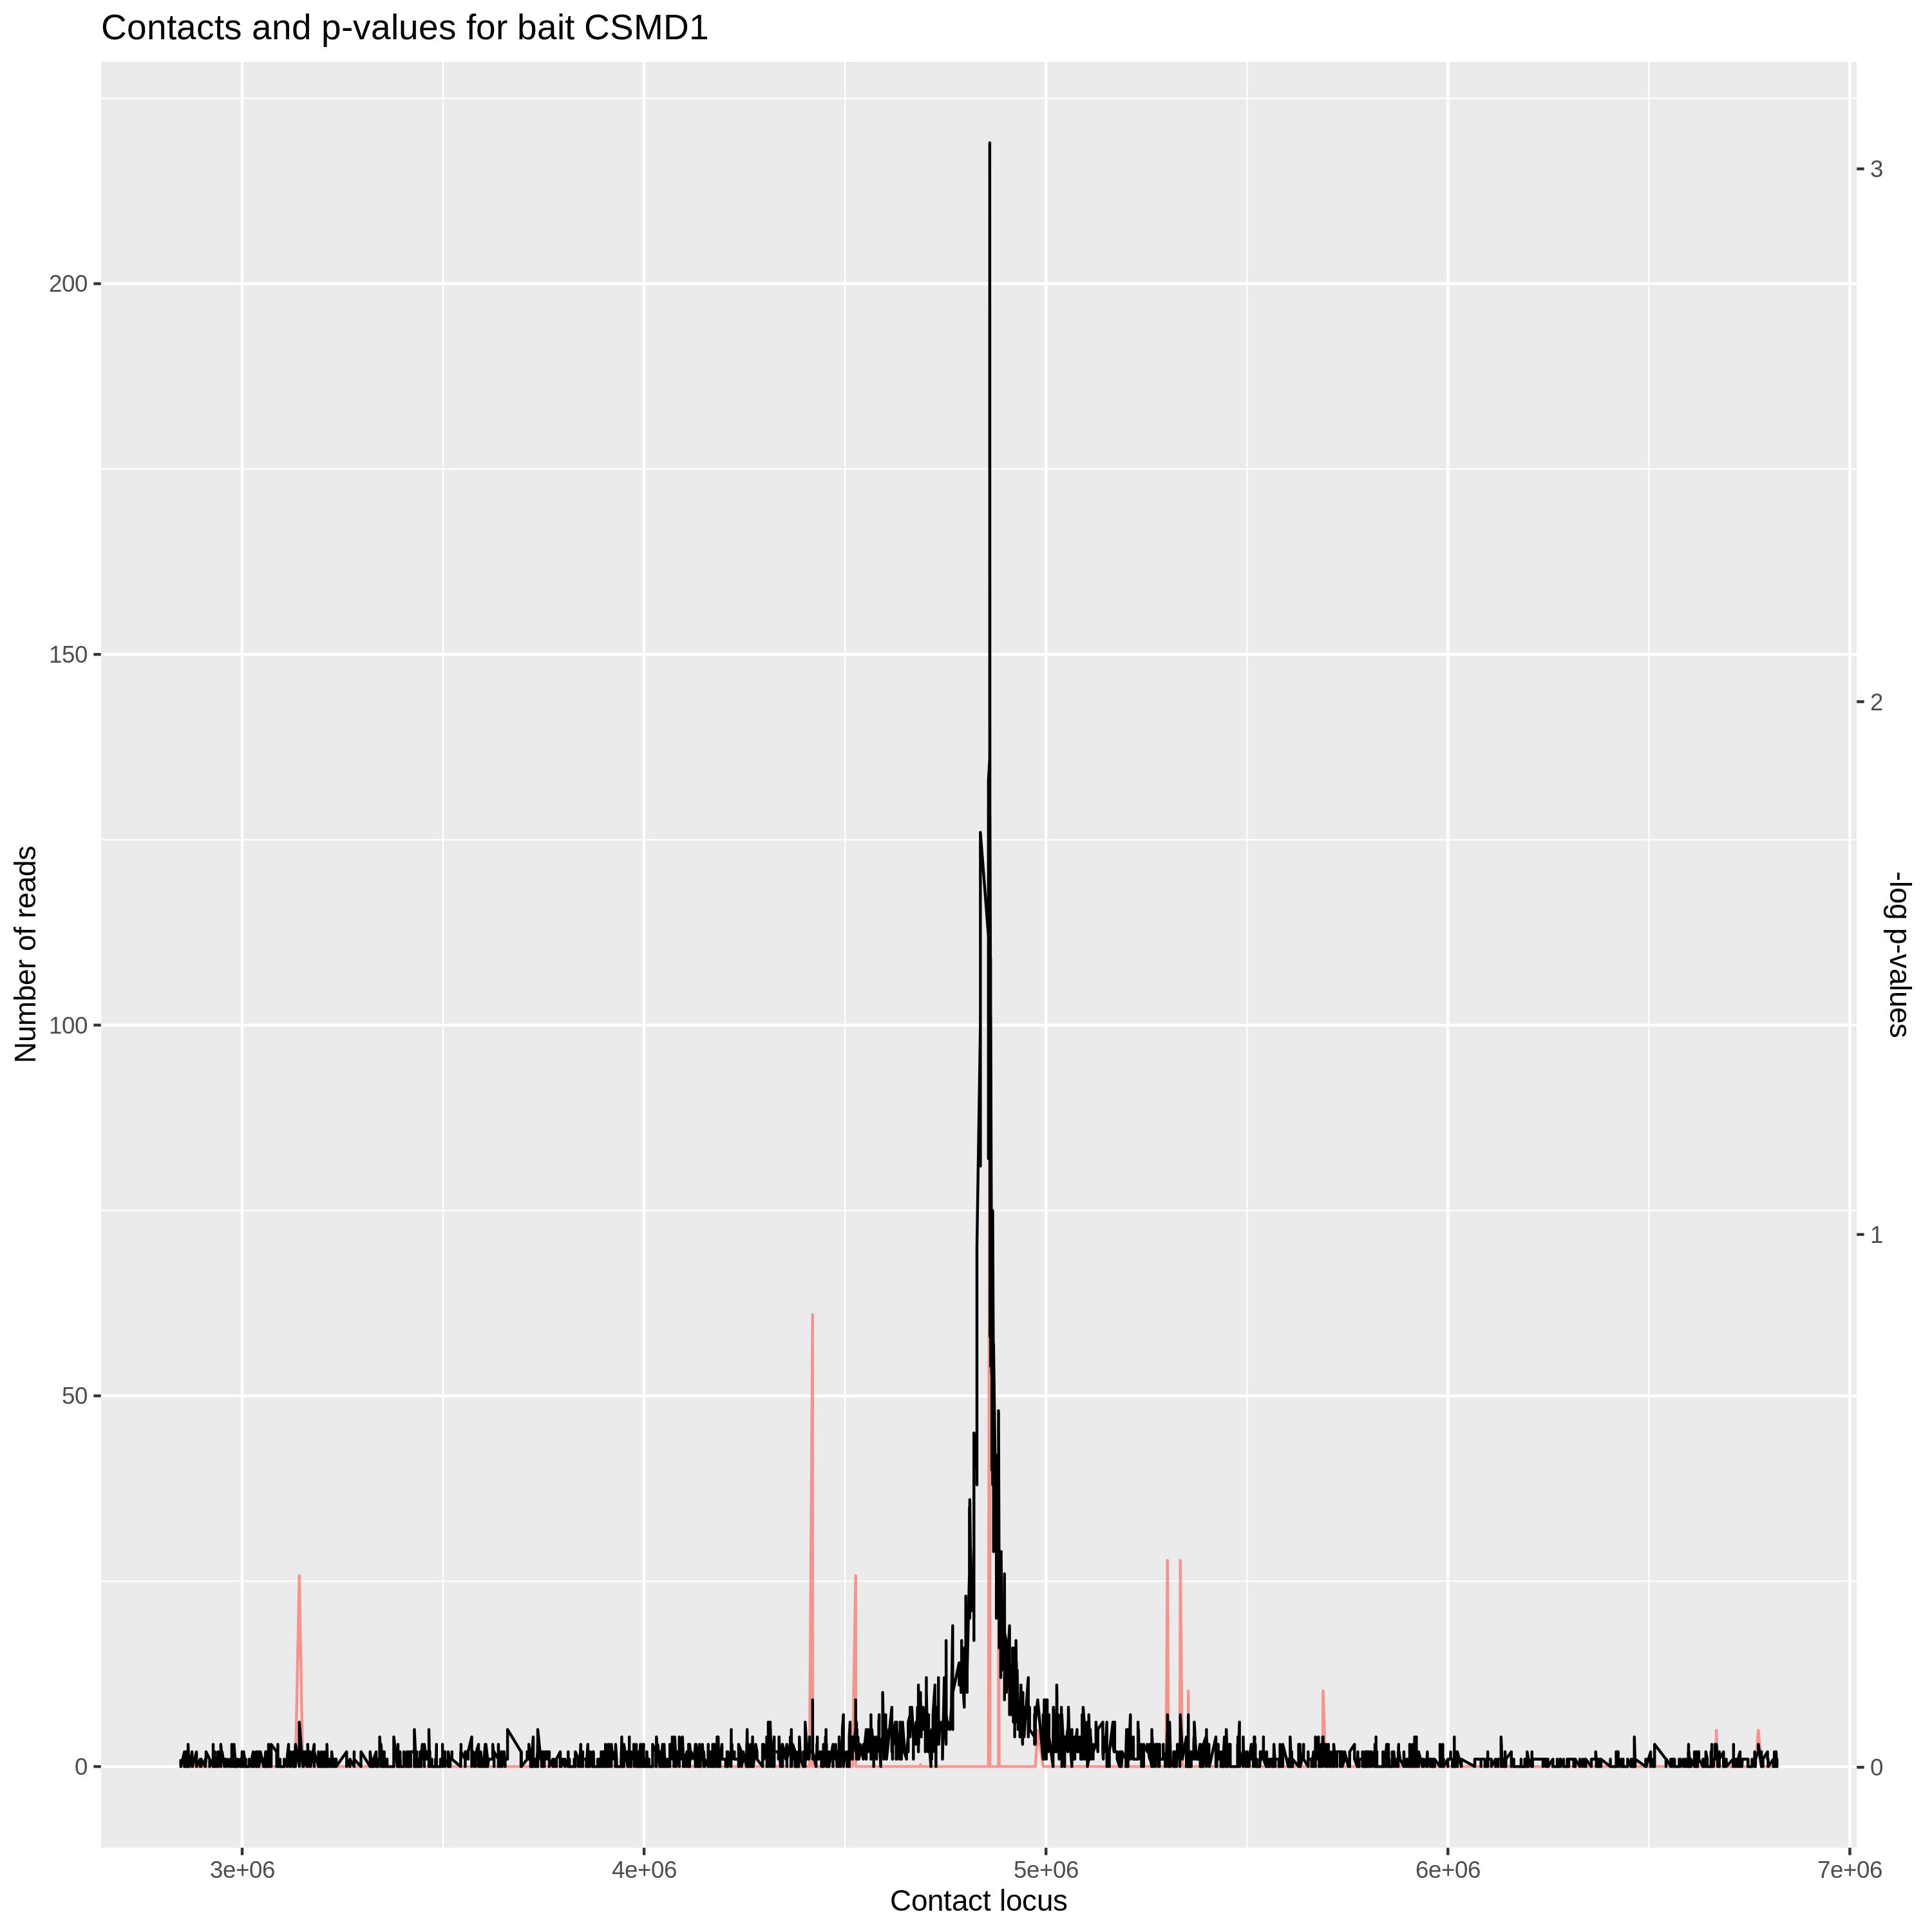 Contacts and p-values for bait CSMD1
Number of reads
200
150
100
50
0
3
2
1
0
-log p-values
3e+06
4e+06
5e+06
6e+06
7e+06
Contact locus